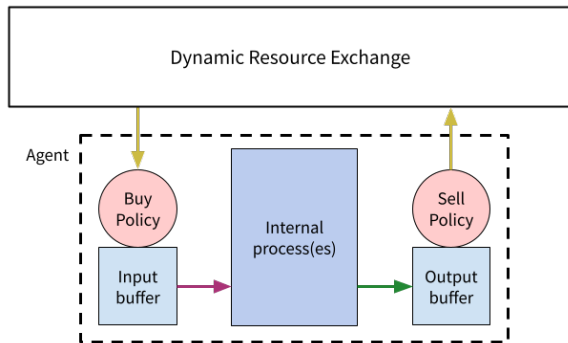 Dynamic Resource Exchange
Agent
Buy
Policy
Sell
Policy
Internal
process(es)
Input
buffer
Output
buffer